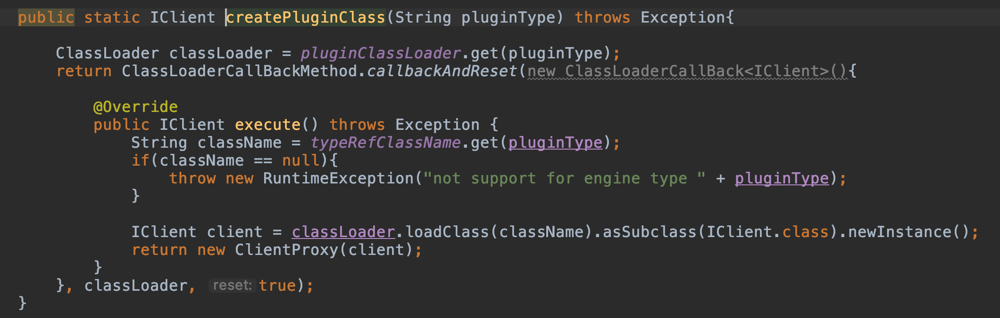 public static IClient createPluginClass(String pluginType) throws Exception{
ClassLoader classLoader = pluginClassLoader.get(pluginType);
return ClassLoaderCallBackMethod.callbackAndReset(new ClassLoaderCallBack<IClient>(){
@Override
public IClient execute() throws Exception {
String className = typeRefClassName.get(pluginType);
if(className == null){
throw new RuntimeException("not support for engine type " + pluginType);
}
IClient client = classLoader.loadClass(className).asSubclass(IClient.class).newInstance();
return new ClientProxy(client);
}
}, classLoader, reset: true);
}